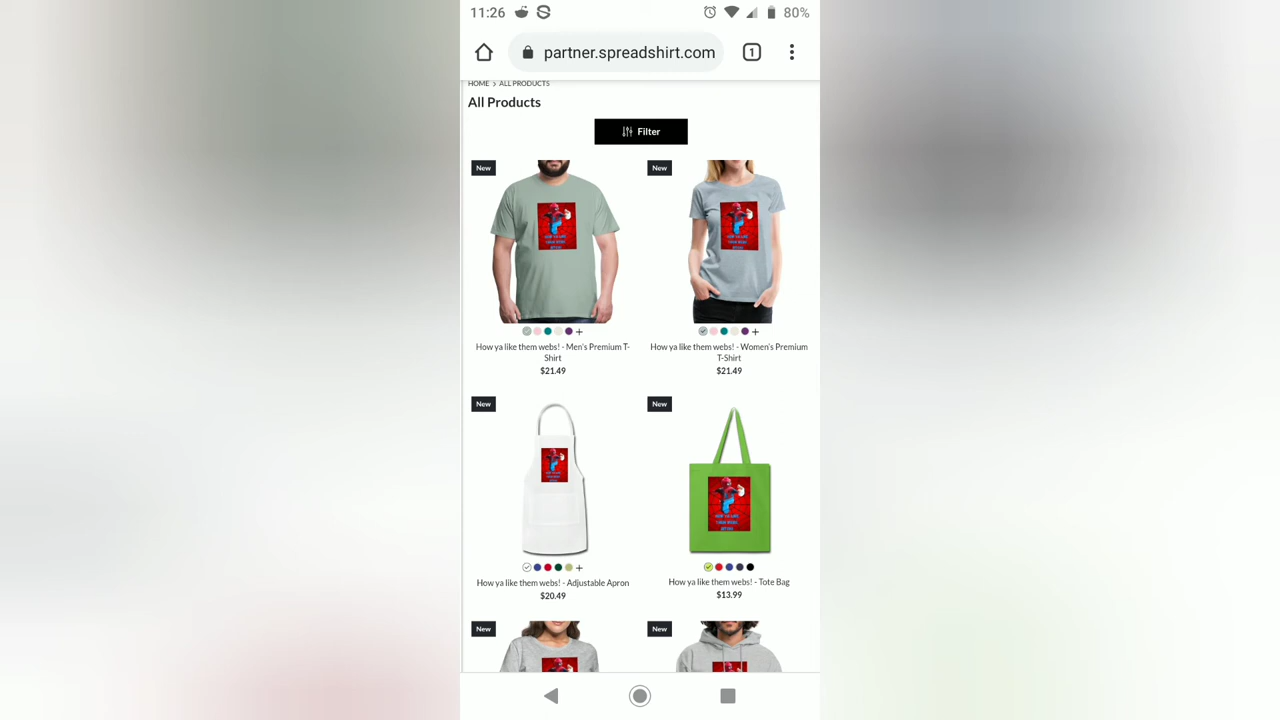 11:26
80%
partner.spreadshirt.com
1
HOME > ALL PRODUCTS
All Products
Filter
New
New
How ya like them webs! - Men's Premium T-
Shirt
$21.49
How ya like them webs! - Women's Premium
T-Shirt
$21.49
New
New
How ya like them webs! - Adjustable Apron
$20.49
How ya like them webs! - Tote Bag
$13.99
New
New